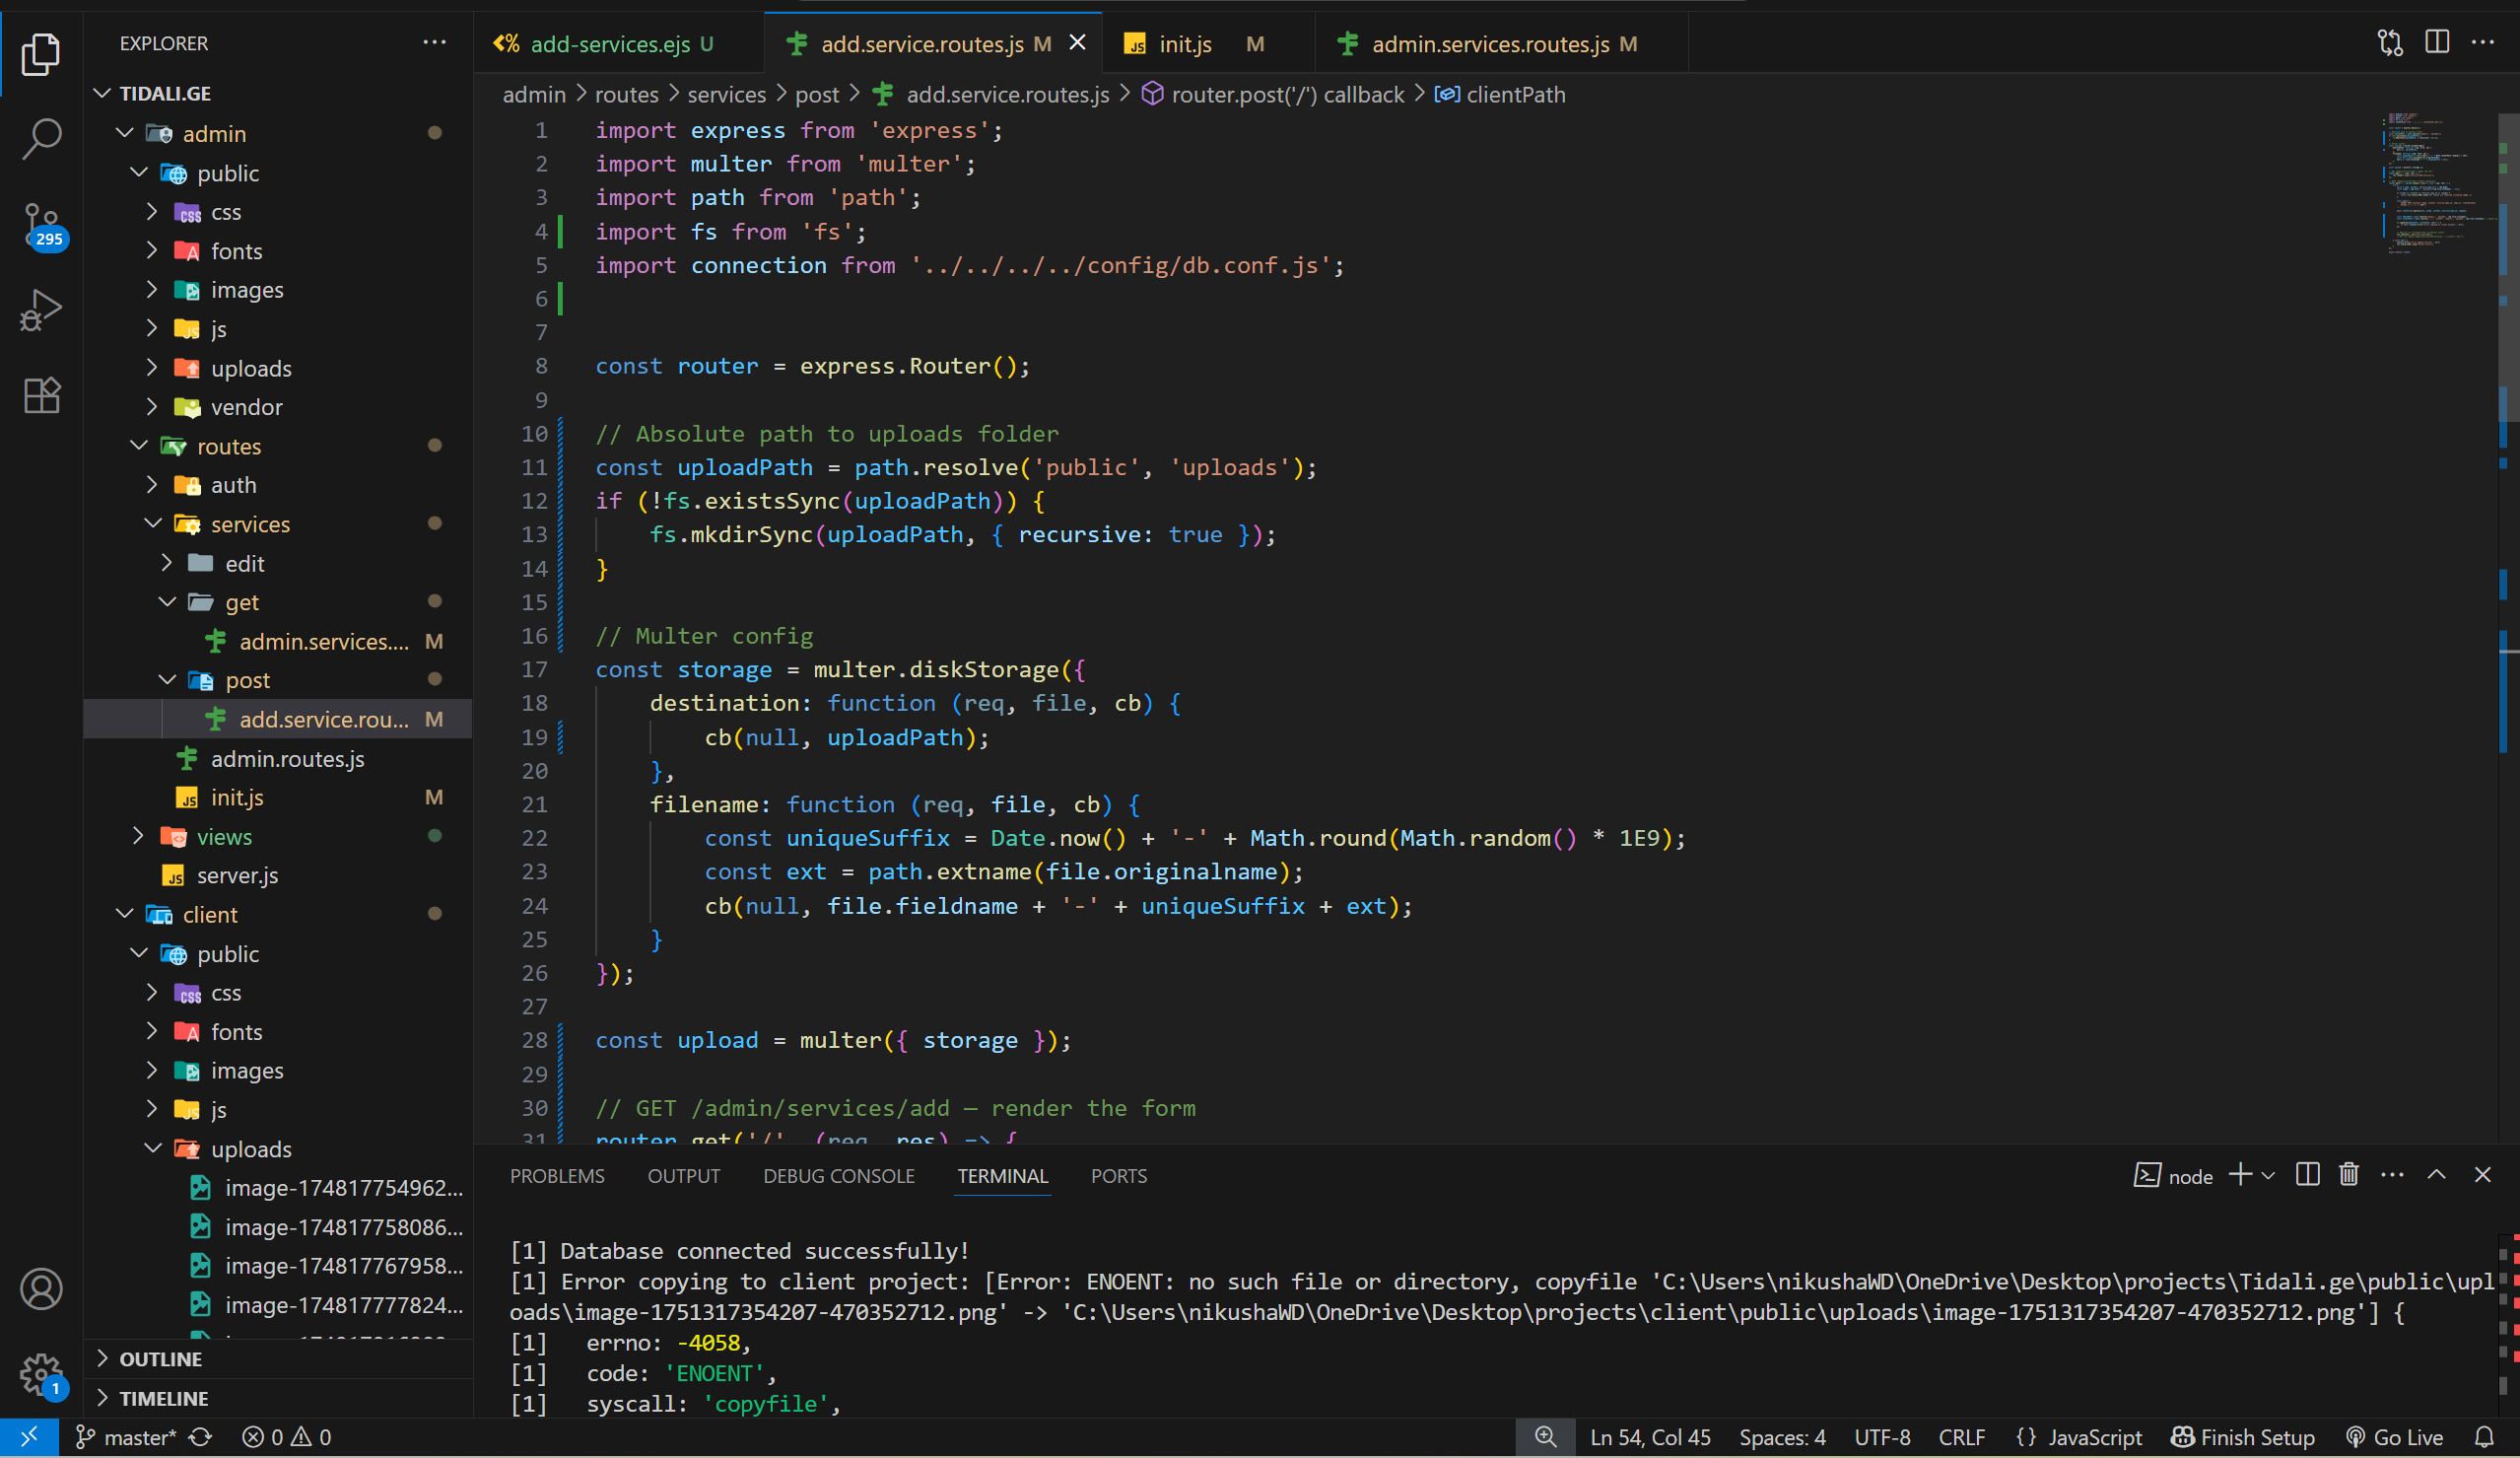 EXPLORER
TIDALI.GE
admin
public
css
fonts
images
js
uploads
vendor
routes
auth
services
edit
get
admin.services.... M
post
add.service.rou... M
admin.routes.js
init.js M
views
server.js
client
public
css
fonts
images
js
uploads
image-174817754962...
image-174817758086...
image-174817767958...
image-174817777824...
OUTLINE
TIMELINE
295
1
add-services.ejs U
add.service.routes.js M
init.js M
admin.services.routes.js M
admin > routes > services > post > add.service.routes.js > router.post('/') callback > clientPath
1 import express from 'express';
2 import multer from 'multer';
3 import path from 'path';
4 import fs from 'fs';
5 import connection from '../../../../config/db.conf.js';
6
7
8 const router = express.Router();
9
10 // Absolute path to uploads folder
11 const uploadPath = path.resolve('public', 'uploads');
12 if (!fs.existsSync(uploadPath)) {
13     fs.mkdirSync(uploadPath, { recursive: true });
14 }
15
16 // Multer config
17 const storage = multer.diskStorage({
18     destination: function (req, file, cb) {
19         cb(null, uploadPath);
20     },
21     filename: function (req, file, cb) {
22         const uniqueSuffix = Date.now() + '-' + Math.round(Math.random() * 1E9);
23         const ext = path.extname(file.originalname);
24         cb(null, file.fieldname + '-' + uniqueSuffix + ext);
25     }
26 });
27
28 const upload = multer({ storage });
29
30 // GET /admin/services/add — render the form
31 router.get('/', (req, res) => {
PROBLEMS OUTPUT DEBUG CONSOLE TERMINAL PORTS
node
[1] Database connected successfully!
[1] Error copying to client project: [Error: ENOENT: no such file or directory, copyfile 'C:\Users\nikushaWD\OneDrive\Desktop\projects\Tidali.ge\public\upl
oads\image-1751317354207-470352712.png' -> 'C:\Users\nikushaWD\OneDrive\Desktop\projects\client\public\uploads\image-1751317354207-470352712.png'] {
[1]   errno: -4058,
[1]   code: 'ENOENT',
[1]   syscall: 'copyfile',
master* 0 0 Ln 54, Col 45 Spaces: 4 UTF-8 CRLF {} JavaScript Finish Setup Go Live